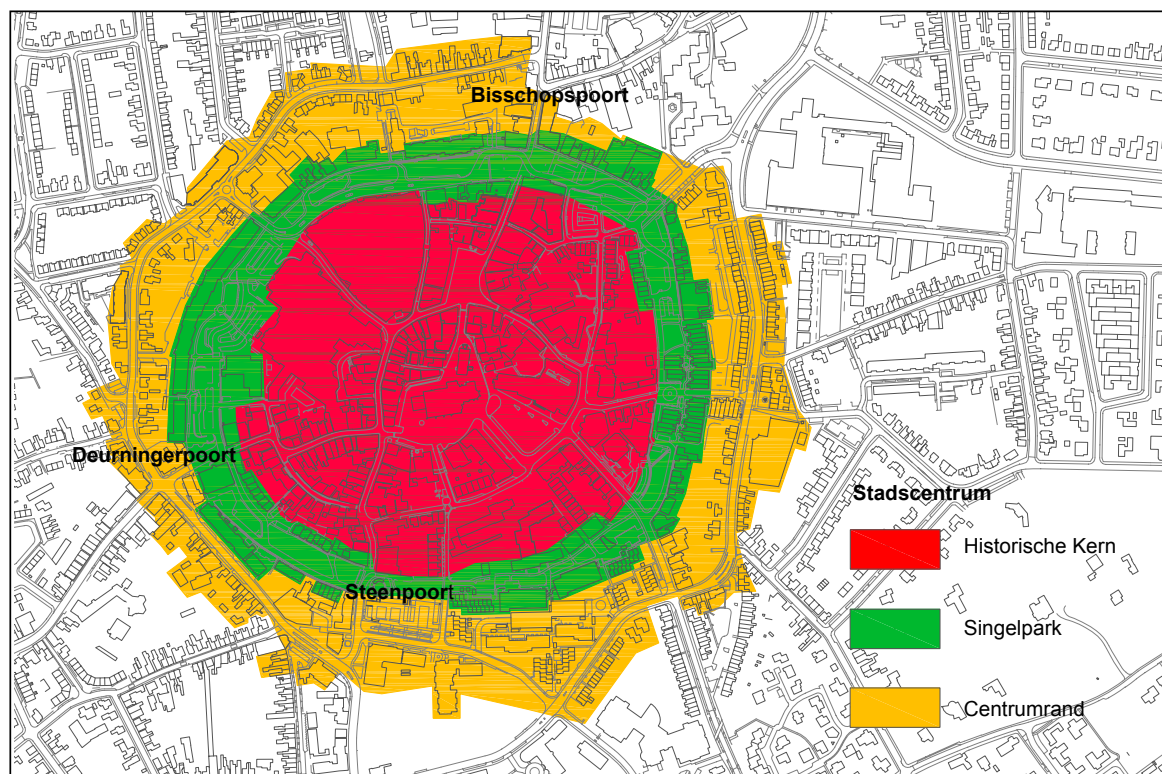 Bisschopspoort
Deurningerpoort
Steenpoort
Stadscentrum
Historische Kern
Singelpark
Centrumrand